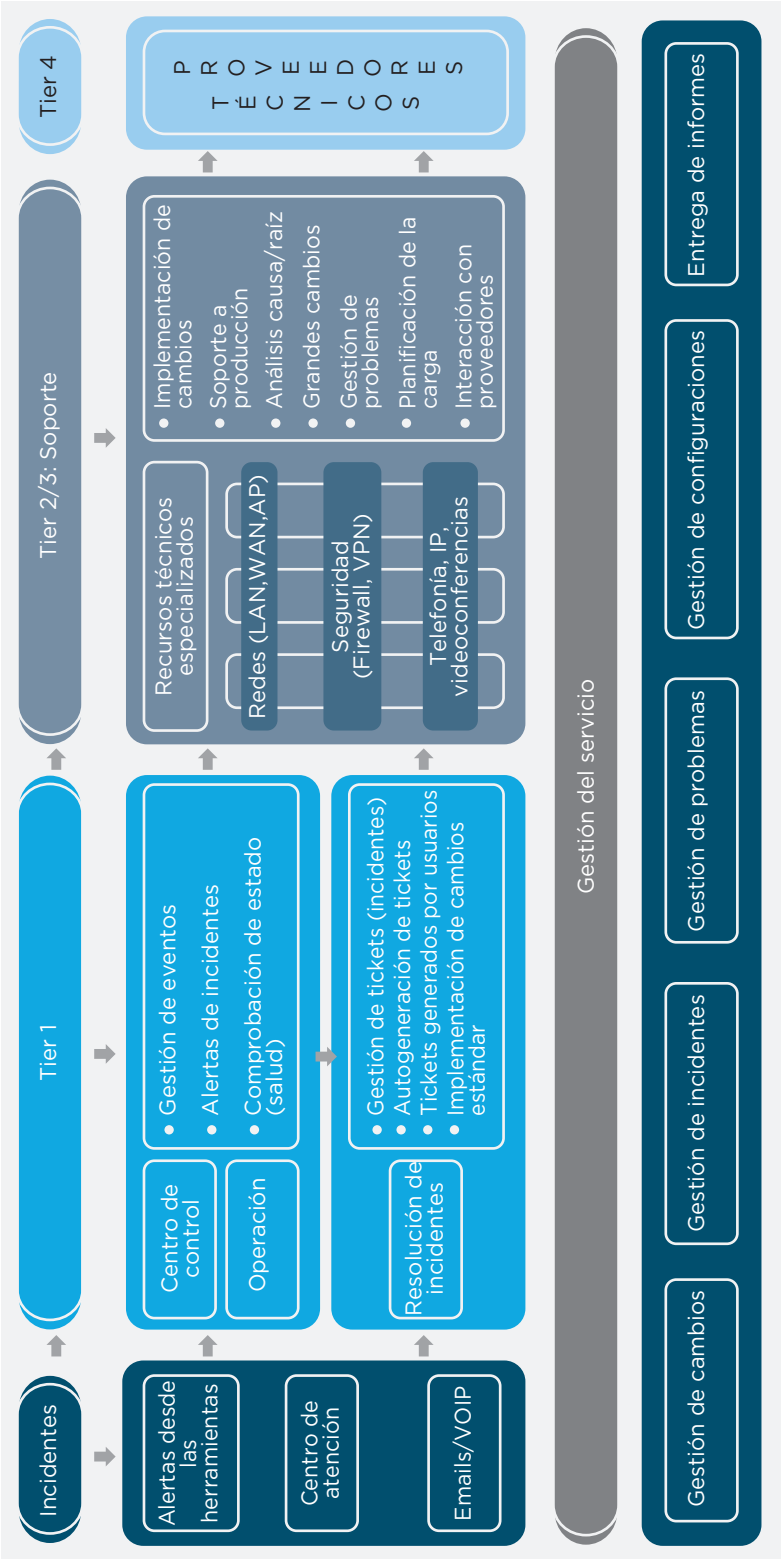 Incidentes
Tier 1
Tier 2/3: Soporte
Tier 4
Alertas desde
las
herramientas
Centro de
atención
Emails/VOIP
Centro de
control
Operación
• Gestión de eventos
• Alertas de incidentes
• Comprobación de estado
(salud)
Resolución de
incidentes
• Gestión de tickets (incidentes)
• Autogeneración de tickets
• Tickets generados por usuarios
• Implementación de cambios
estándar
Recursos técnicos
especializados
Redes (LAN,WAN,AP)
Seguridad
(Firewall, VPN)
Telefonía, IP,
videoconferencias
• Implementación de
cambios
• Soporte a
producción
• Análisis causa/raíz
• Grandes cambios
• Gestión de
problemas
• Planificación de la
carga
• Interacción con
proveedores
PROVEEDORES
TÉCNICOS
Gestión del servicio
Gestión de cambios
Gestión de incidentes
Gestión de problemas
Gestión de configuraciones
Entrega de informes